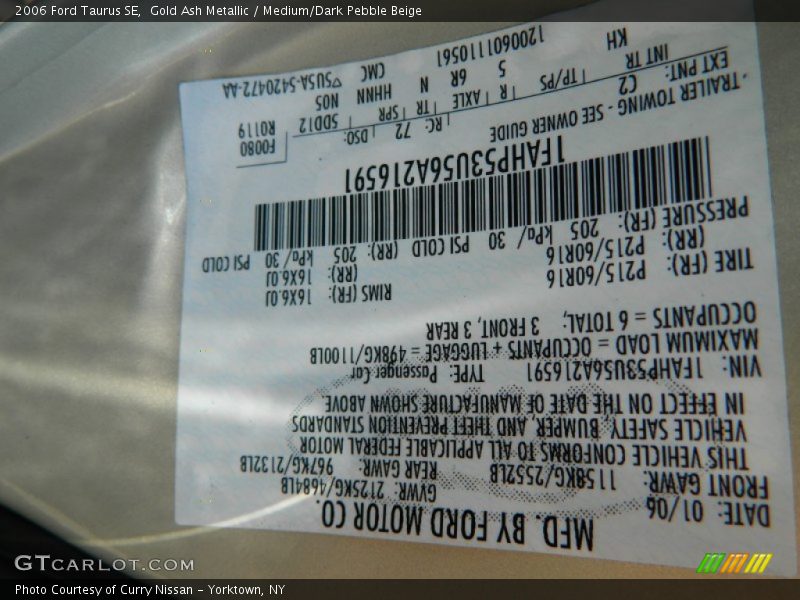 2006 Ford Taurus SE,  Gold Ash Metallic / Medium/Dark Pebble Beige
MFD. BY FORD MOTOR CO.
DATE: 01/06 GVWR: 2125KG/4684LB
FRONT GAWR: 1158KG/2552LB REAR GAWR: 967KG/2132LB
THIS VEHICLE CONFORMS TO ALL APPLICABLE FEDERAL MOTOR
VEHICLE SAFETY, BUMPER, AND THEFT PREVENTION STANDARDS
IN EFFECT ON THE DATE OF MANUFACTURE SHOWN ABOVE.
VIN: 1FAHP53U56A216591 TYPE: Passenger Car
MAXIMUM LOAD = OCCUPANTS + LUGGAGE = 498KG/1100LB
OCCUPANTS = 6 TOTAL, 3 FRONT, 3 REAR
TIRE (FR): P215/60R16 RIMS (FR): 16X6.0J
(RR): P215/60R16 (RR): 16X6.0J
PRESSURE (FR): 205 kPa/ 30 PSI COLD (RR): 205 kPa/ 30 PSI COLD
1FAHP53U56A216591
TRAILER TOWING - SEE OWNER GUIDE
EXT PNT: C2 RC: 72 DSO: F0080
R0119
INT TR TP/PS R AXLE TR SPR SDD12
KH 5 6R N HHNH N05
1200601110561 CMC ▽5U5A-5420472-AA
GTCARLOT.COM
Photo Courtesy of Curry Nissan - Yorktown, NY